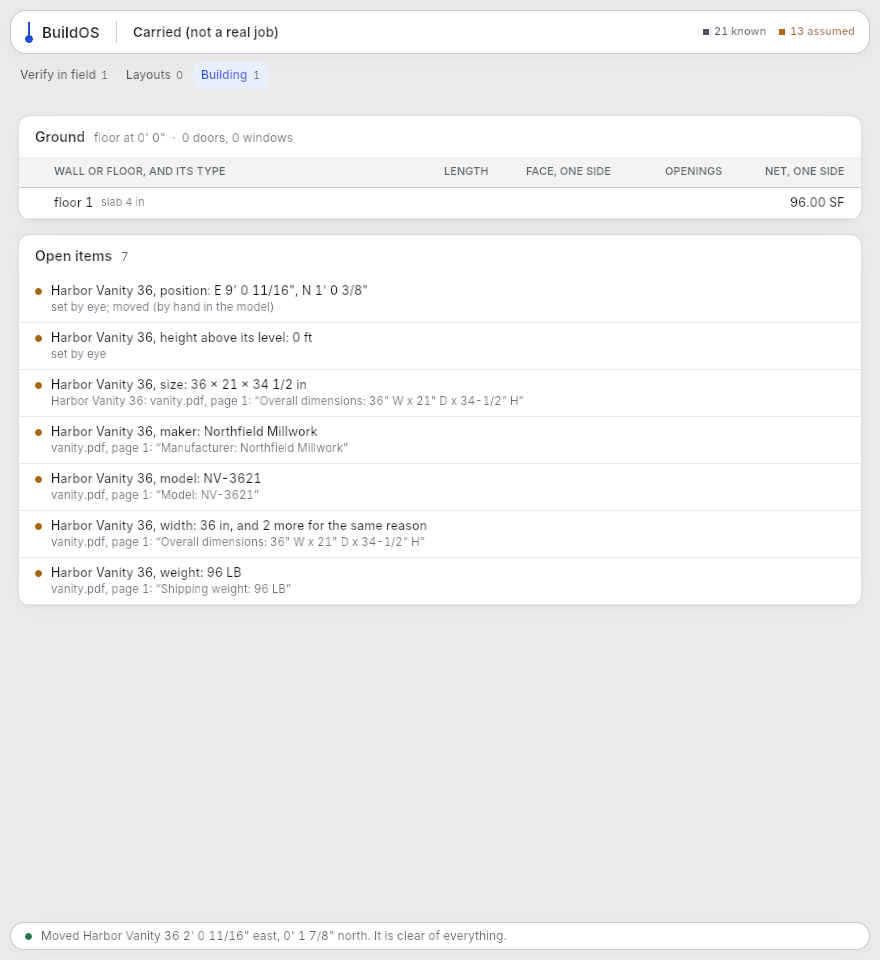 BuildOS
Carried (not a real job)
21 known
13 assumed
Verify in field 1
Layouts 0
Building 1
Ground floor at 0' 0" · 0 doors, 0 windows
WALL OR FLOOR, AND ITS TYPE LENGTH FACE, ONE SIDE OPENINGS NET, ONE SIDE
floor 1 slab 4 in 96.00 SF
Open items 7
Harbor Vanity 36, position: E 9' 0 11/16", N 1' 0 3/8"
set by eye; moved (by hand in the model)
Harbor Vanity 36, height above its level: 0 ft
set by eye
Harbor Vanity 36, size: 36 × 21 × 34 1/2 in
Harbor Vanity 36: vanity.pdf, page 1: “Overall dimensions: 36" W x 21" D x 34-1/2" H”
Harbor Vanity 36, maker: Northfield Millwork
vanity.pdf, page 1: “Manufacturer: Northfield Millwork”
Harbor Vanity 36, model: NV-3621
vanity.pdf, page 1: “Model: NV-3621”
Harbor Vanity 36, width: 36 in, and 2 more for the same reason
vanity.pdf, page 1: “Overall dimensions: 36" W x 21" D x 34-1/2" H”
Harbor Vanity 36, weight: 96 LB
vanity.pdf, page 1: “Shipping weight: 96 LB”
Moved Harbor Vanity 36 2' 0 11/16" east, 0' 1 7/8" north. It is clear of everything.